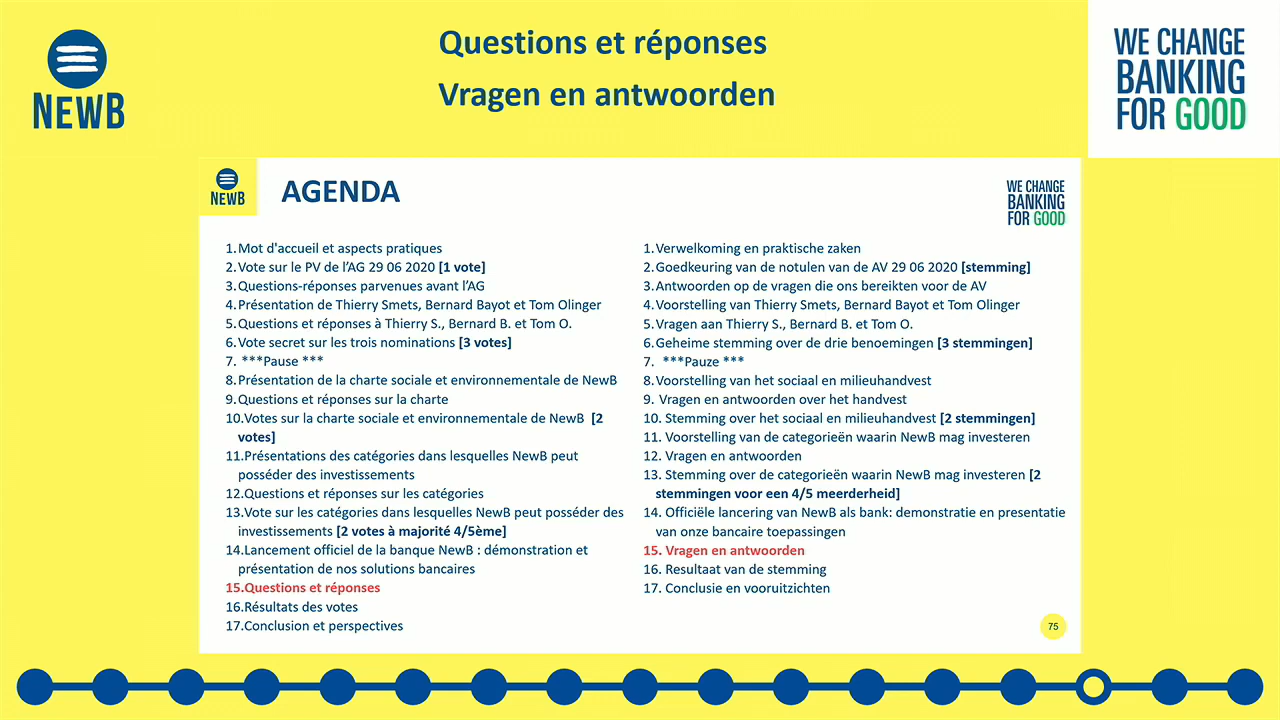 NEWB
Questions et réponses
Vragen en antwoorden
WE CHANGE
BANKING
FOR GOOD
NEWB
AGENDA
WE CHANGE
BANKING
FOR GOOD
1.Mot d'accueil et aspects pratiques
2.Vote sur le PV de l'AG 29 06 2020 [1 vote]
3.Questions-réponses parvenues avant l'AG
4.Présentation de Thierry Smets, Bernard Bayot et Tom Olinger
5.Questions et réponses à Thierry S., Bernard B. et Tom O.
6.Vote secret sur les trois nominations [3 votes]
7. ***Pause ***
8.Présentation de la charte sociale et environnementale de NewB
9.Questions et réponses sur la charte
10.Votes sur la charte sociale et environnementale de NewB [2
votes]
11.Présentations des catégories dans lesquelles NewB peut
posséder des investissements
12.Questions et réponses sur les catégories
13.Vote sur les catégories dans lesquelles NewB peut posséder des
investissements [2 votes à majorité 4/5ème]
14.Lancement officiel de la banque NewB : démonstration et
présentation de nos solutions bancaires
15.Questions et réponses
16.Résultats des votes
17.Conclusion et perspectives
1.Verwelkoming en praktische zaken
2.Goedkeuring van de notulen van de AV 29 06 2020 [stemming]
3.Antwoorden op de vragen die ons bereikten voor de AV
4.Voorstelling van Thierry Smets, Bernard Bayot et Tom Olinger
5.Vragen aan Thierry S., Bernard B. et Tom O.
6.Geheime stemming over de drie benoemingen [3 stemmingen]
7. ***Pauze ***
8.Voorstelling van het sociaal en milieuhandvest
9. Vragen en antwoorden over het handvest
10. Stemming over het sociaal en milieuhandvest [2 stemmingen]
11. Voorstelling van de categorieën waarin NewB mag investeren
12. Vragen en antwoorden
13. Stemming over de categorieën waarin NewB mag investeren [2
stemmingen voor een 4/5 meerderheid]
14. Officiële lancering van NewB als bank: demonstratie en presentatie
van onze bancaire toepassingen
15. Vragen en antwoorden
16. Resultaat van de stemming
17. Conclusie en vooruitzichten
75